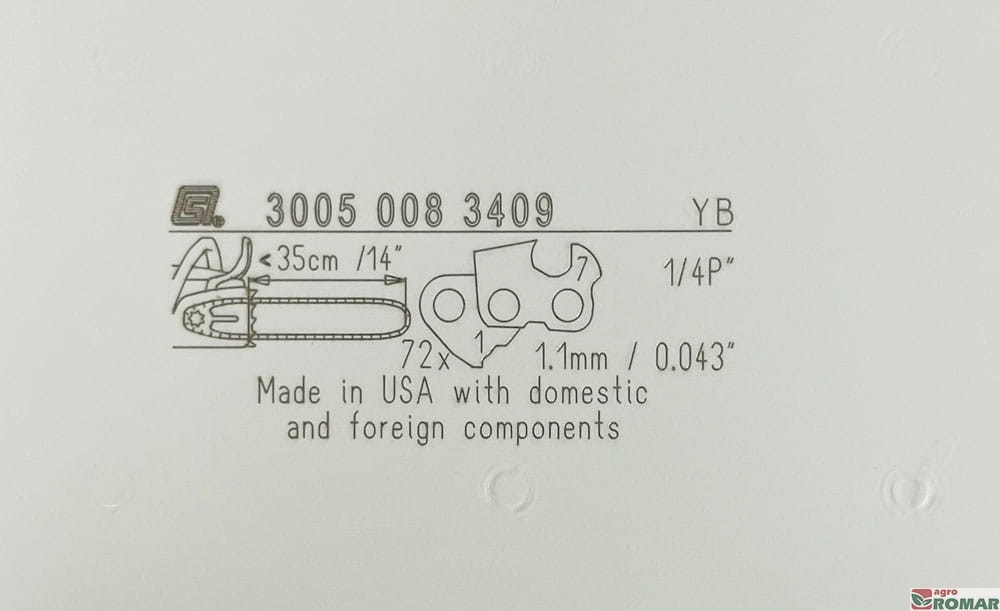 3005 008 3409 YB
<35cm /14"
7
1/4P"
72x
1
1.1mm / 0.043"
Made in USA with domestic
and foreign components
agro
ROMAR